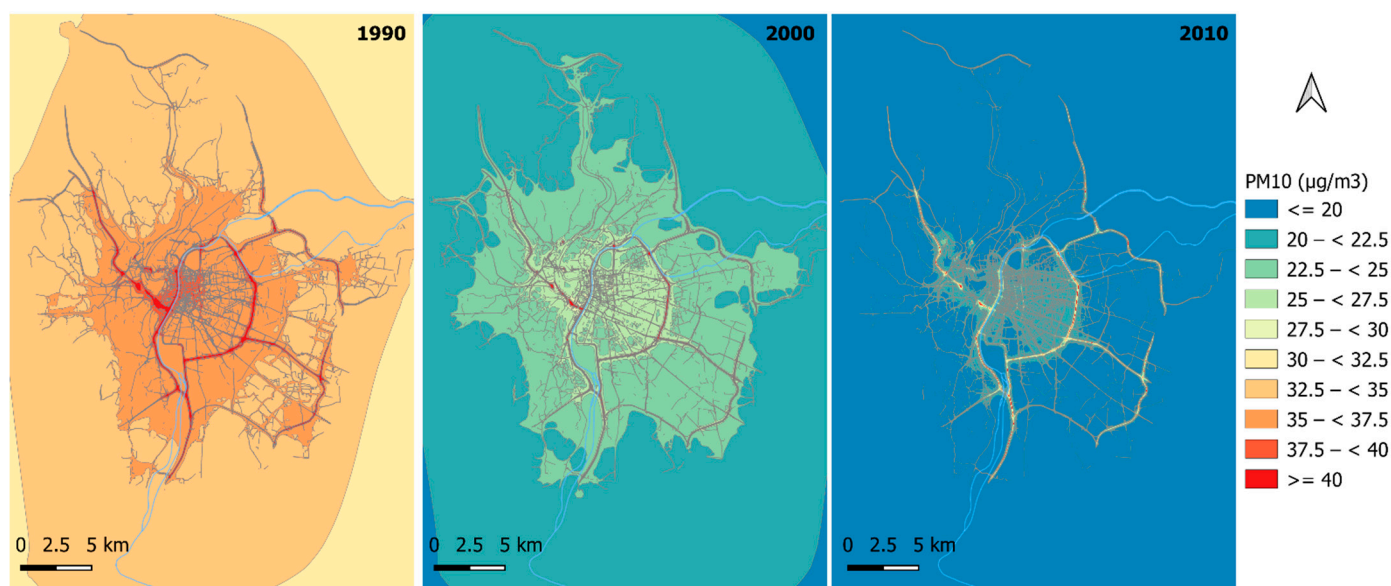 1990
2000
2010
PM10 (µg/m3)
<= 20
20 – < 22.5
22.5 – < 25
25 – < 27.5
27.5 – < 30
30 – < 32.5
32.5 – < 35
35 – < 37.5
37.5 – < 40
>= 40
0 2.5 5 km
0 2.5 5 km
0 2.5 5 km